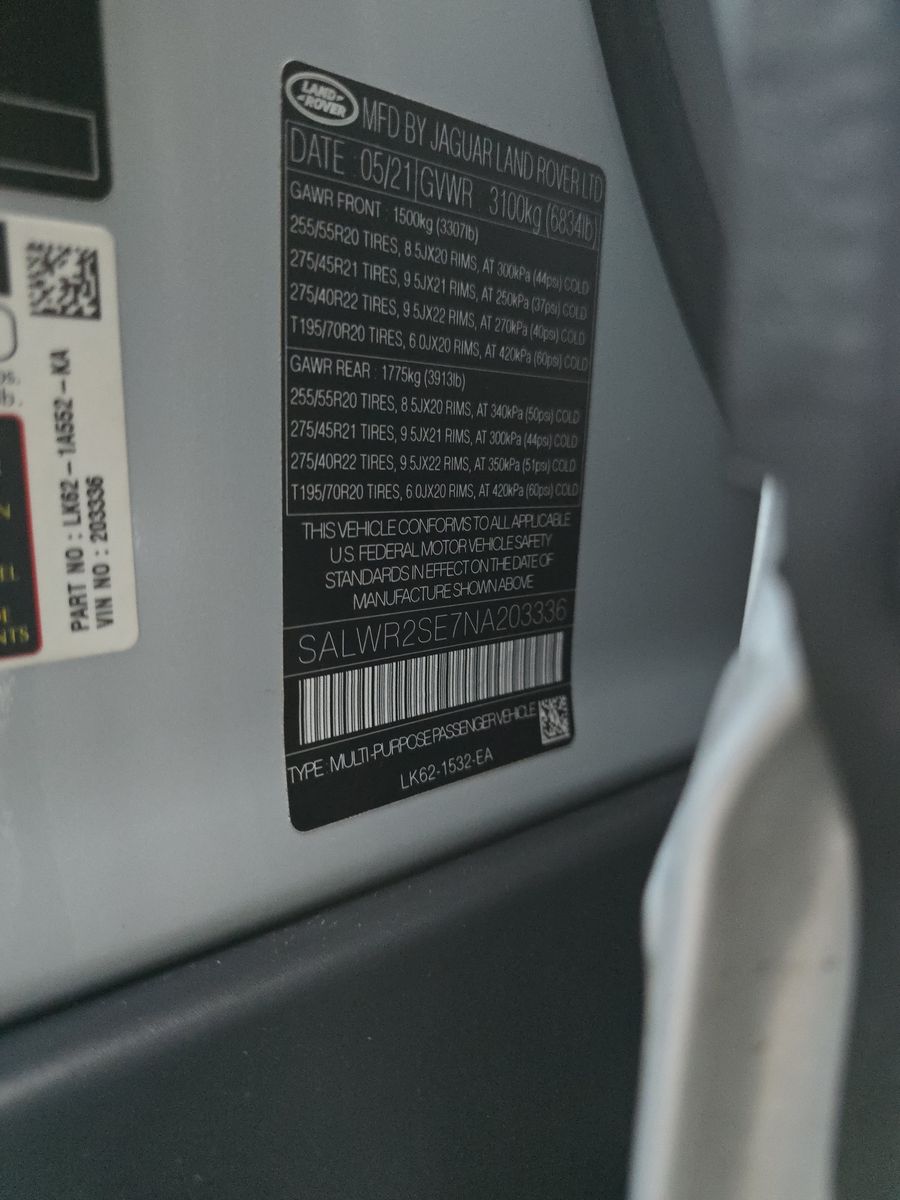 LAND-
-ROVER
MFD BY JAGUAR LAND ROVER LTD
DATE : 05/21 GVWR : 3100kg (6834lb)
GAWR FRONT : 1500kg (3307lb)
255/55R20 TIRES, 8.5JX20 RIMS, AT 300kPa (44psi) COLD
275/45R21 TIRES, 9.5JX21 RIMS, AT 250kPa (37psi) COLD
275/40R22 TIRES, 9.5JX22 RIMS, AT 270kPa (40psi) COLD
T195/70R20 TIRES, 6.0JX20 RIMS, AT 420kPa (60psi) COLD
GAWR REAR : 1775kg (3913lb)
255/55R20 TIRES, 8.5JX20 RIMS, AT 340kPa (50psi) COLD
275/45R21 TIRES, 9.5JX21 RIMS, AT 300kPa (44psi) COLD
275/40R22 TIRES, 9.5JX22 RIMS, AT 350kPa (51psi) COLD
T195/70R20 TIRES, 6.0JX20 RIMS, AT 420kPa (60psi) COLD
THIS VEHICLE CONFORMS TO ALL APPLICABLE
U.S. FEDERAL MOTOR VEHICLE SAFETY
STANDARDS IN EFFECT ON THE DATE OF
MANUFACTURE SHOWN ABOVE
SALWR2SE7NA203336
TYPE : MULTI-PURPOSE PASSENGER VEHICLE
LK62-1532-EA
PART NO : LK62-1A552-KA
VIN NO : 203336